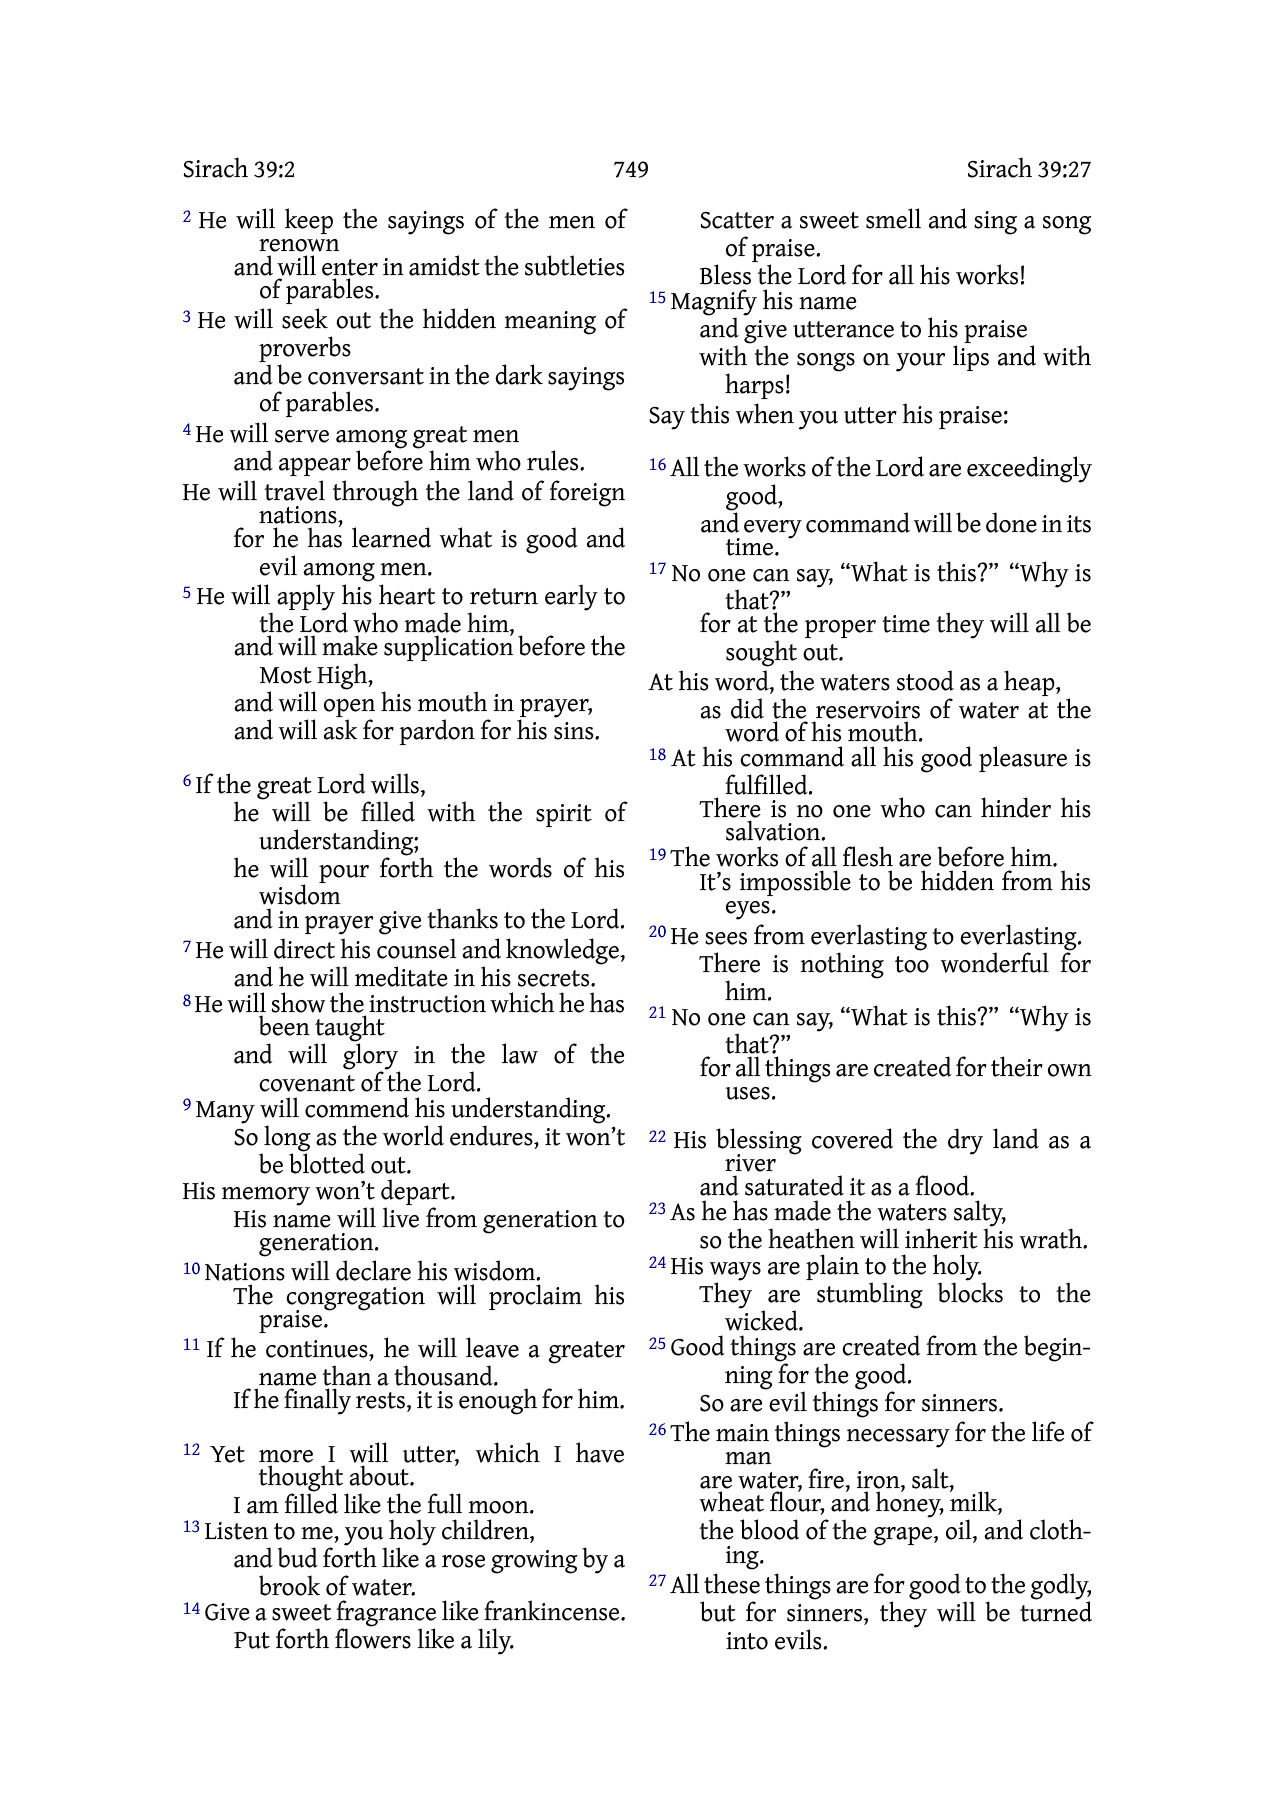 Sirach 39:2 749 Sirach 39:27
2 He will keep the sayings of the men of
renown
and will enter in amidst the subtleties
of parables.
3 He will seek out the hidden meaning of
proverbs
and be conversant in the dark sayings
of parables.
4 He will serve among great men
and appear before him who rules.
He will travel through the land of foreign
nations,
for he has learned what is good and
evil among men.
5 He will apply his heart to return early to
the Lord who made him,
and will make supplication before the
Most High,
and will open his mouth in prayer,
and will ask for pardon for his sins.
6 If the great Lord wills,
he will be filled with the spirit of
understanding;
he will pour forth the words of his
wisdom
and in prayer give thanks to the Lord.
7 He will direct his counsel and knowledge,
and he will meditate in his secrets.
8 He will show the instruction which he has
been taught
and will glory in the law of the
covenant of the Lord.
9 Many will commend his understanding.
So long as the world endures, it won’t
be blotted out.
His memory won’t depart.
His name will live from generation to
generation.
10 Nations will declare his wisdom.
The congregation will proclaim his
praise.
11 If he continues, he will leave a greater
name than a thousand.
If he finally rests, it is enough for him.
12 Yet more I will utter, which I have
thought about.
I am filled like the full moon.
13 Listen to me, you holy children,
and bud forth like a rose growing by a
brook of water.
14 Give a sweet fragrance like frankincense.
Put forth flowers like a lily.
Scatter a sweet smell and sing a song
of praise.
Bless the Lord for all his works!
15 Magnify his name
and give utterance to his praise
with the songs on your lips and with
harps!
Say this when you utter his praise:
16 All the works of the Lord are exceedingly
good,
and every command will be done in its
time.
17 No one can say, “What is this?” “Why is
that?”
for at the proper time they will all be
sought out.
At his word, the waters stood as a heap,
as did the reservoirs of water at the
word of his mouth.
18 At his command all his good pleasure is
fulfilled.
There is no one who can hinder his
salvation.
19 The works of all flesh are before him.
It’s impossible to be hidden from his
eyes.
20 He sees from everlasting to everlasting.
There is nothing too wonderful for
him.
21 No one can say, “What is this?” “Why is
that?”
for all things are created for their own
uses.
22 His blessing covered the dry land as a
river
and saturated it as a flood.
23 As he has made the waters salty,
so the heathen will inherit his wrath.
24 His ways are plain to the holy.
They are stumbling blocks to the
wicked.
25 Good things are created from the begin-
ning for the good.
So are evil things for sinners.
26 The main things necessary for the life of
man
are water, fire, iron, salt,
wheat flour, and honey, milk,
the blood of the grape, oil, and cloth-
ing.
27 All these things are for good to the godly,
but for sinners, they will be turned
into evils.